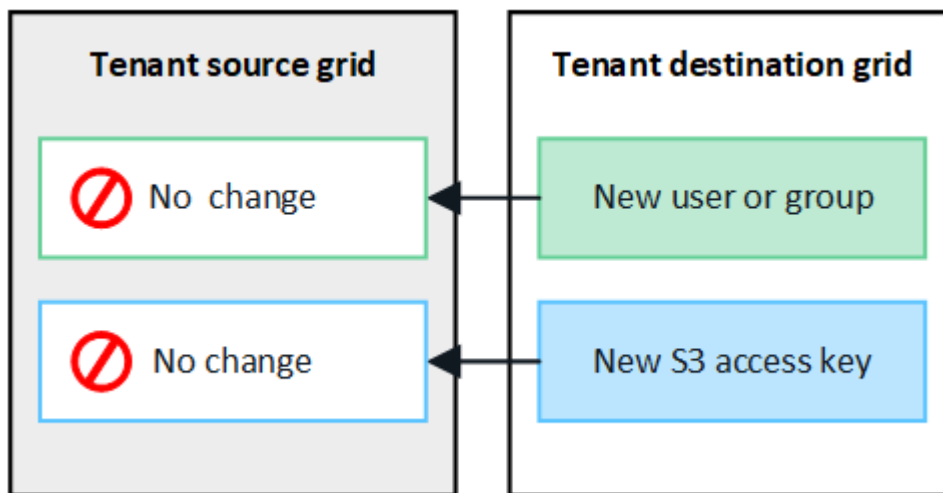 Tenant source grid
No change
No change
Tenant destination grid
New user or group
New S3 access key